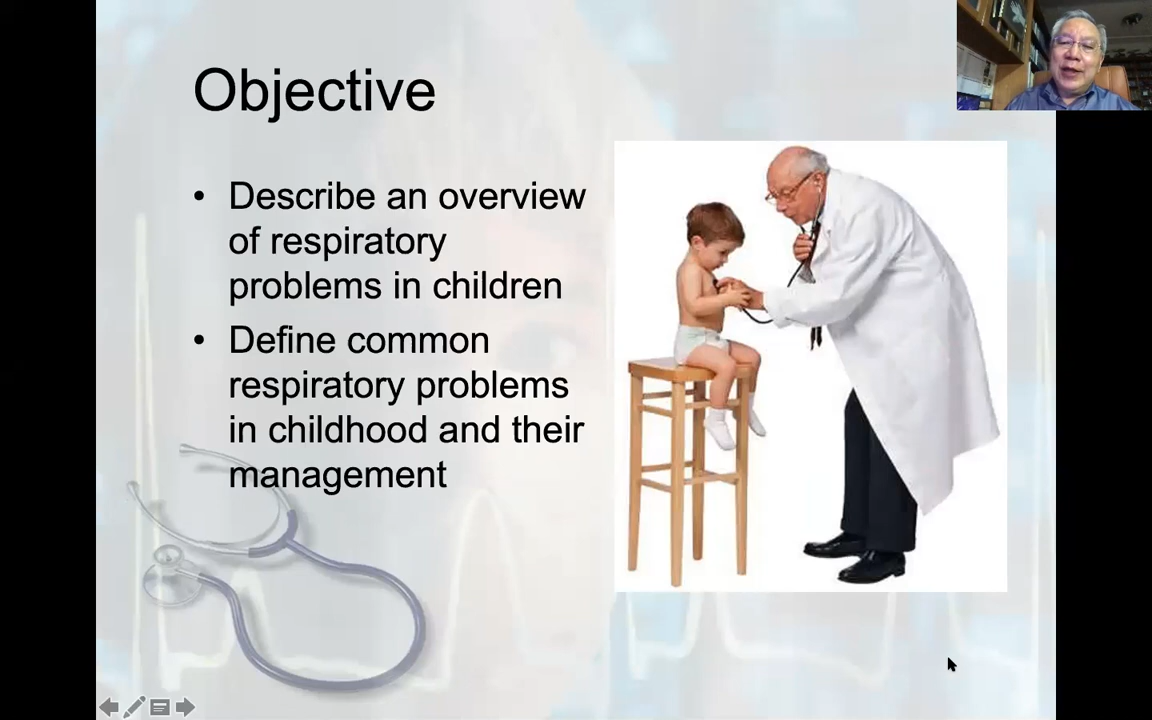 Objective
• Describe an overview
of respiratory
problems in children
• Define common
respiratory problems
in childhood and their
management